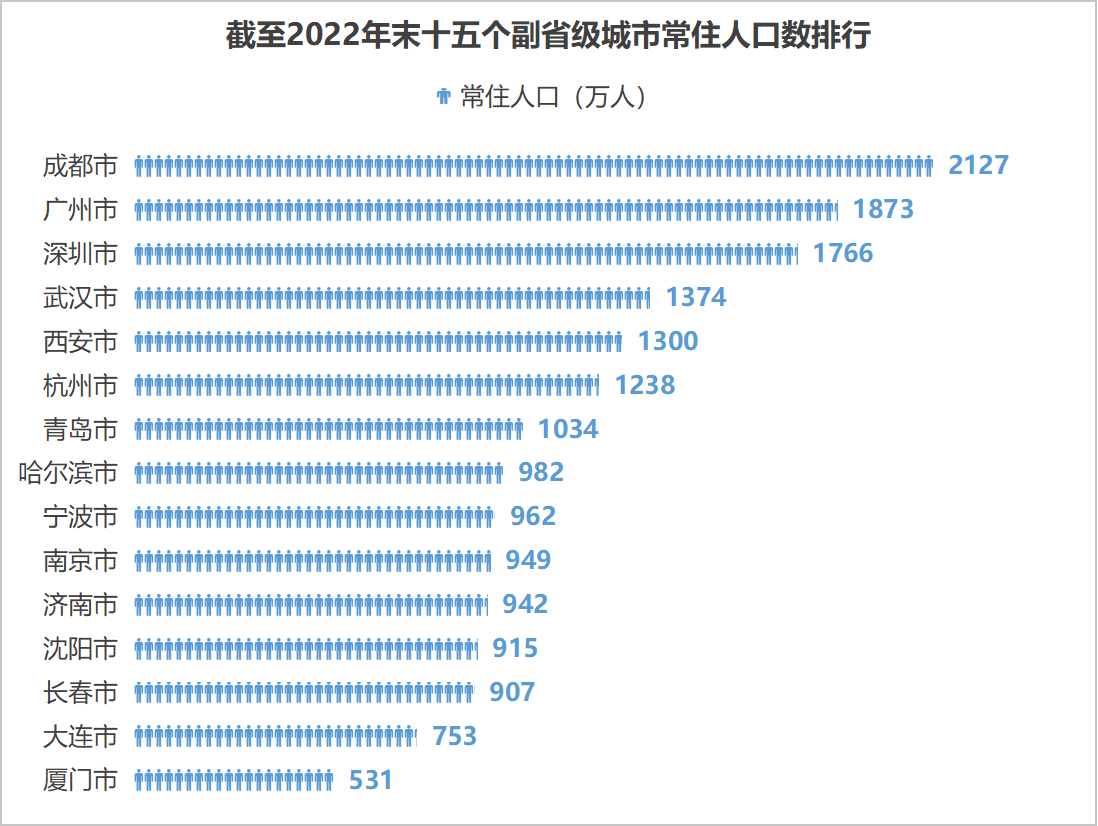 截至2022年末十五个副省级城市常住人口数排行
常住人口（万人）
成都市 2127
广州市 1873
深圳市 1766
武汉市 1374
西安市 1300
杭州市 1238
青岛市 1034
哈尔滨市 982
宁波市 962
南京市 949
济南市 942
沈阳市 915
长春市 907
大连市 753
厦门市 531